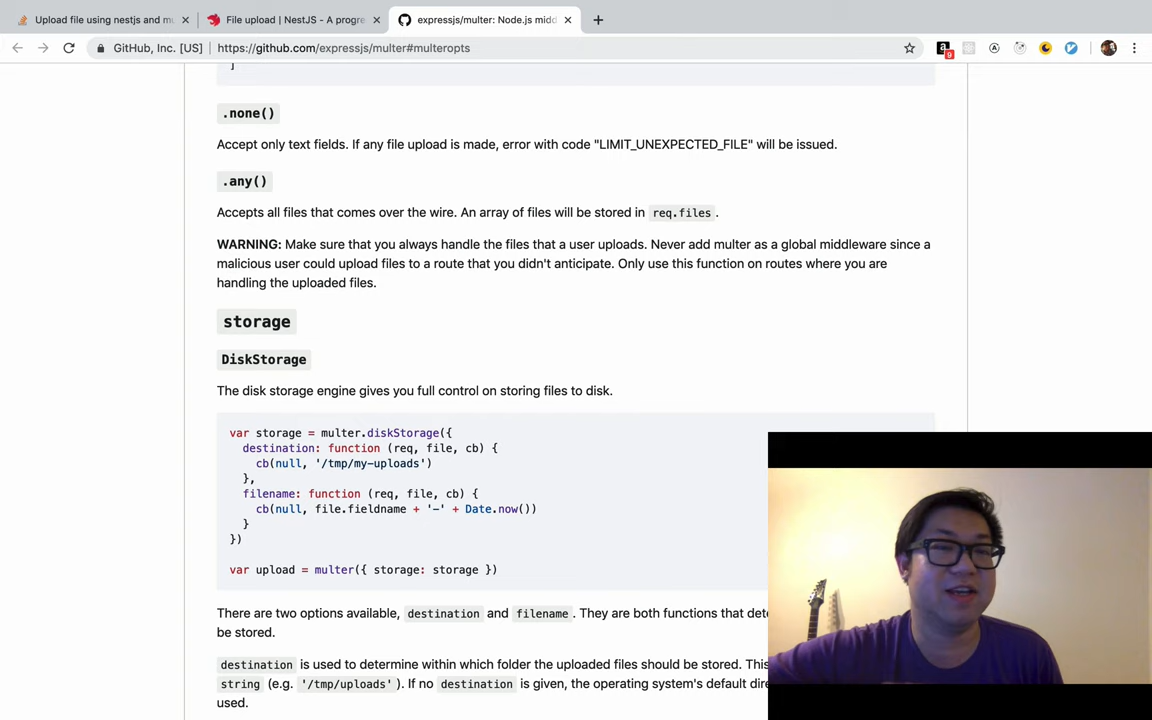 Upload file using nestjs and mu
File upload | NestJS - A progre
expressjs/multer: Node.js midd
GitHub, Inc. [US]
https://github.com/expressjs/multer#multeropts
9
]
.none()
Accept only text fields. If any file upload is made, error with code "LIMIT_UNEXPECTED_FILE" will be issued.
.any()
Accepts all files that comes over the wire. An array of files will be stored in req.files.
WARNING: Make sure that you always handle the files that a user uploads. Never add multer as a global middleware since a
malicious user could upload files to a route that you didn't anticipate. Only use this function on routes where you are
handling the uploaded files.
storage
DiskStorage
The disk storage engine gives you full control on storing files to disk.
var storage = multer.diskStorage({
destination: function (req, file, cb) {
cb(null, '/tmp/my-uploads')
},
filename: function (req, file, cb) {
cb(null, file.fieldname + '-' + Date.now())
}
})
var upload = multer({ storage: storage })
There are two options available, destination and filename. They are both functions that dete
be stored.
destination is used to determine within which folder the uploaded files should be stored. This
string (e.g. '/tmp/uploads'). If no destination is given, the operating system's default dire
used.